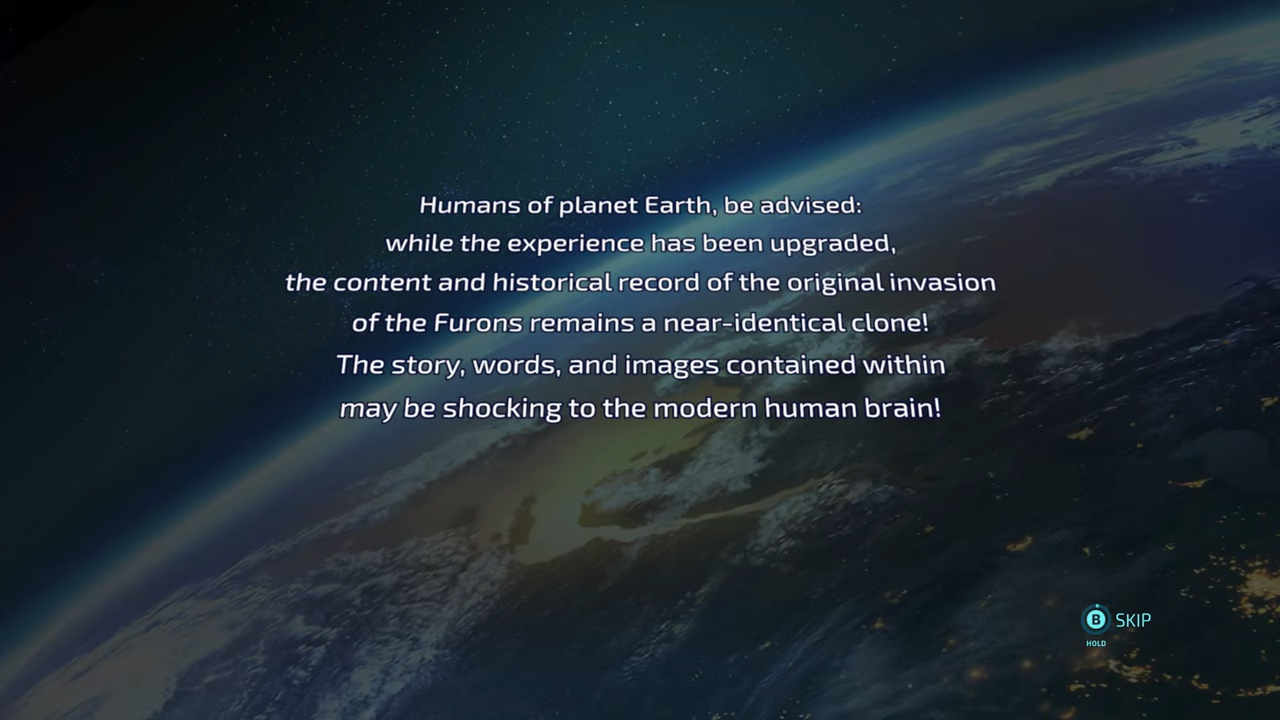 Humans of planet Earth, be advised:
while the experience has been upgraded,
the content and historical record of the original invasion
of the Furons remains a near-identical clone!
The story, words, and images contained within
may be shocking to the modern human brain!
B SKIP
HOLD